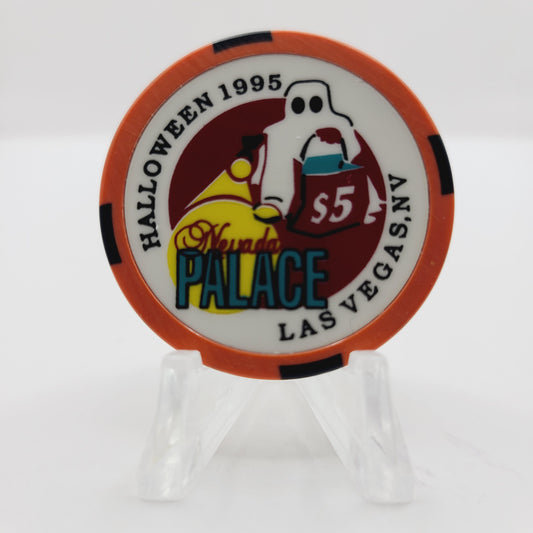 HALLOWEEN 1995
$5
Nevada
PALACE
LAS VEGAS, NV